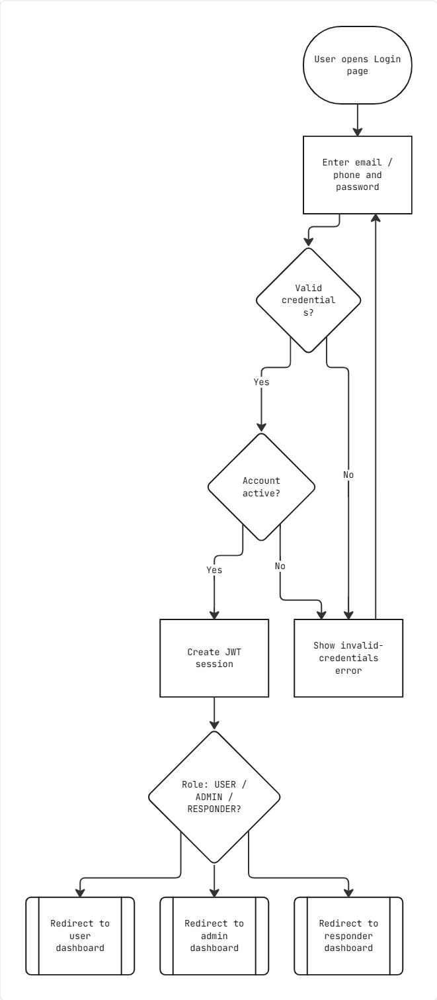 User opens Login
page
Enter email /
phone and
password
Valid
credential
s?
Yes
No
Account
active?
Yes
No
Create JWT
session
Show invalid-
credentials
error
Role: USER /
ADMIN /
RESPONDER?
Redirect to
user
dashboard
Redirect to
admin
dashboard
Redirect to
responder
dashboard